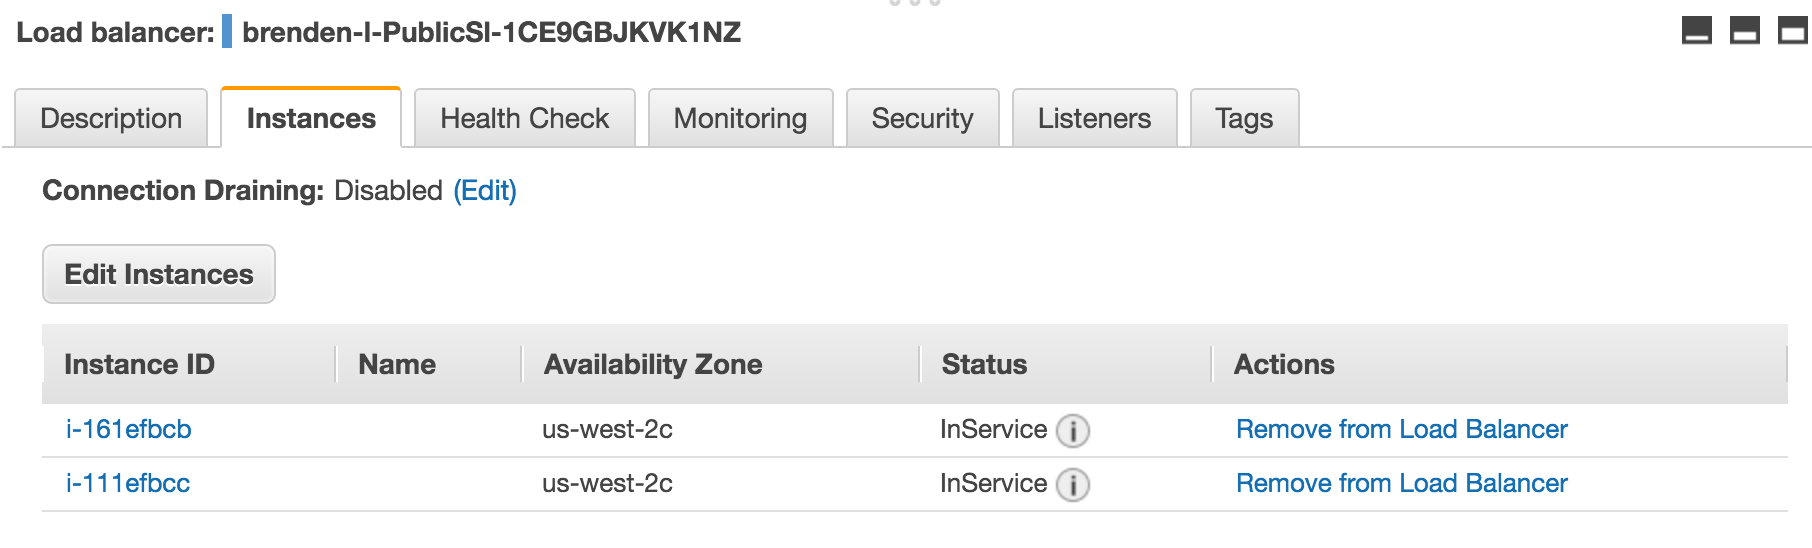 Load balancer: brenden-I-PublicSl-1CE9GBJKVK1NZ
Description Instances Health Check Monitoring Security Listeners Tags
Connection Draining: Disabled (Edit)
Edit Instances
Instance ID Name Availability Zone Status Actions
i-161efbcb us-west-2c InService i Remove from Load Balancer
i-111efbcc us-west-2c InService i Remove from Load Balancer